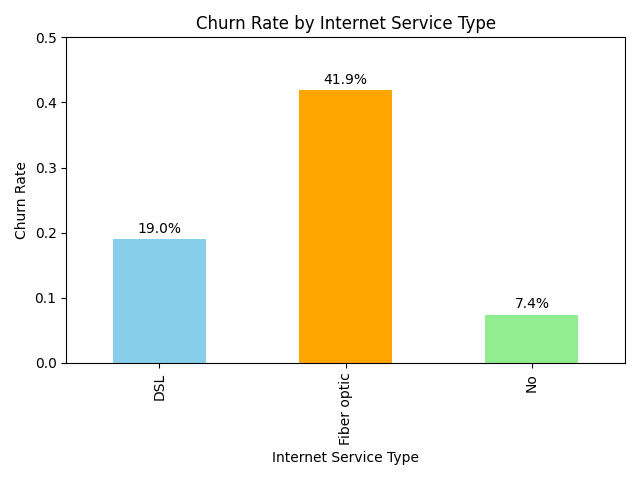 Churn Rate by Internet Service Type
0.5
0.4
0.3
0.2
0.1
0.0
Churn Rate
19.0%
41.9%
7.4%
DSL
Fiber optic
No
Internet Service Type